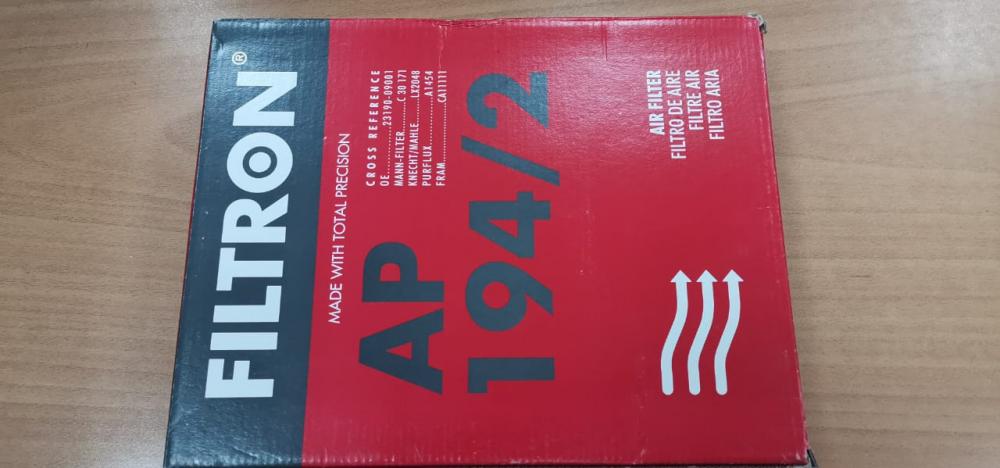 FILTRON®
MADE WITH TOTAL PRECISION
AP
194/2
CROSS REFERENCE
OE.............23190-09001
MANN-FILTER.........C 30 171
KNECHT/MAHLE.......LX2048
PURFLUX..............A1454
FRAM................CA11111
AIR FILTER
FILTRO DE AIRE
FILTRE AIR
FILTRO ARIA